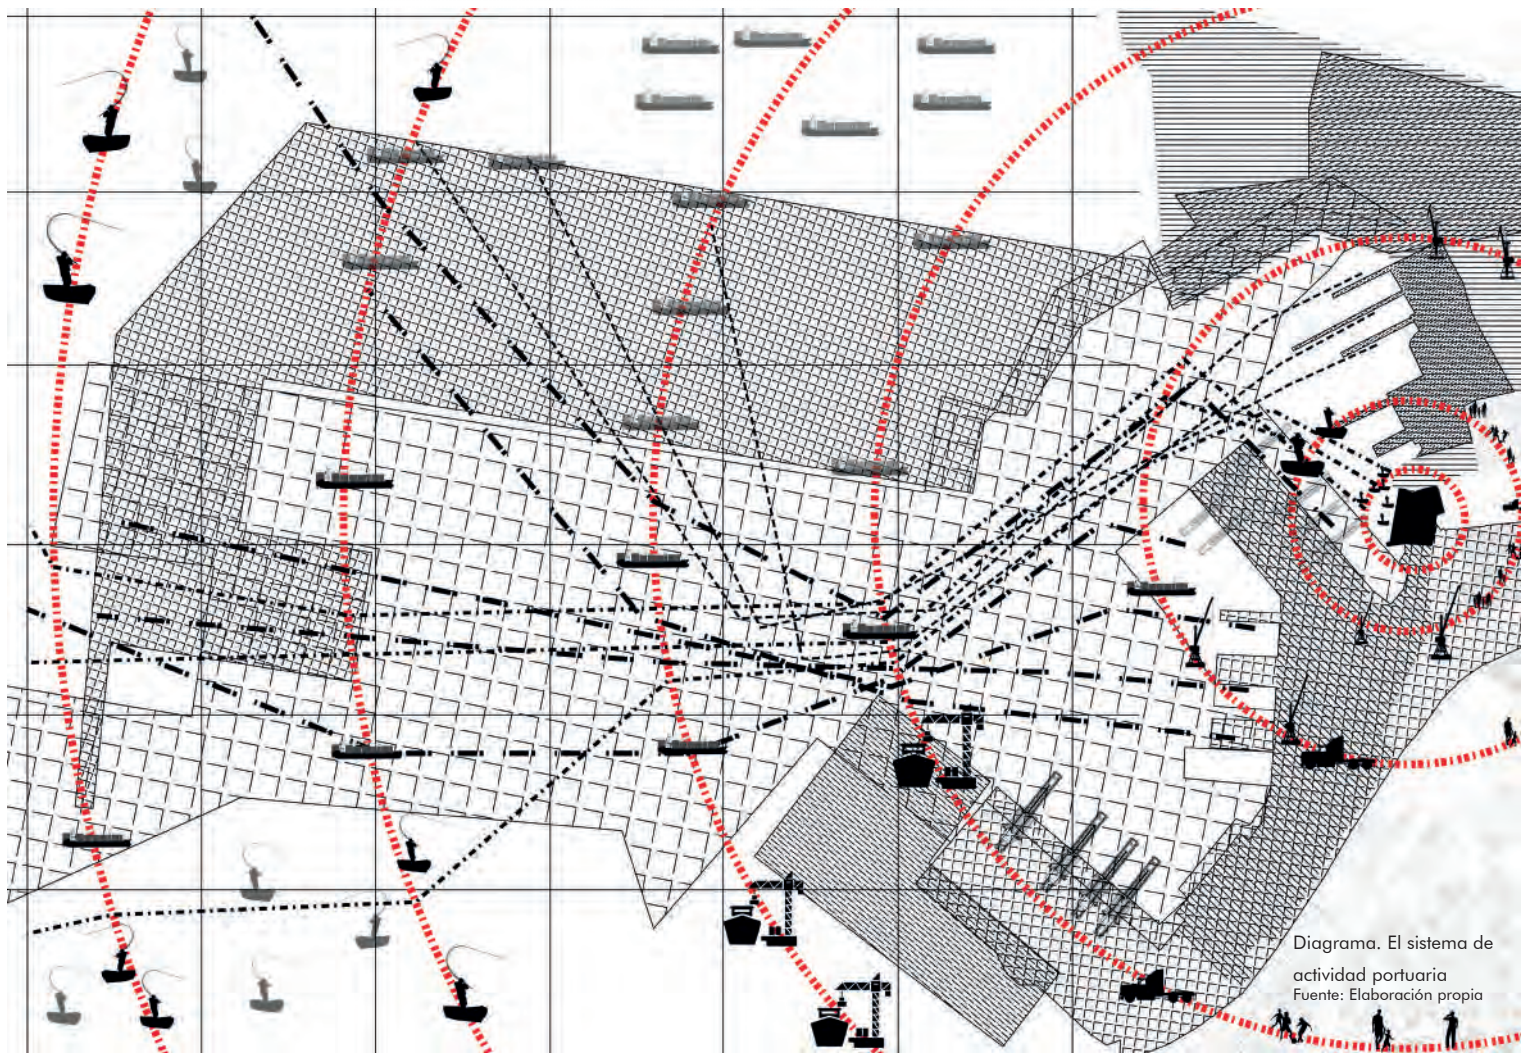 Diagrama. El sistema de
actividad portuaria
Fuente: Elaboración propia